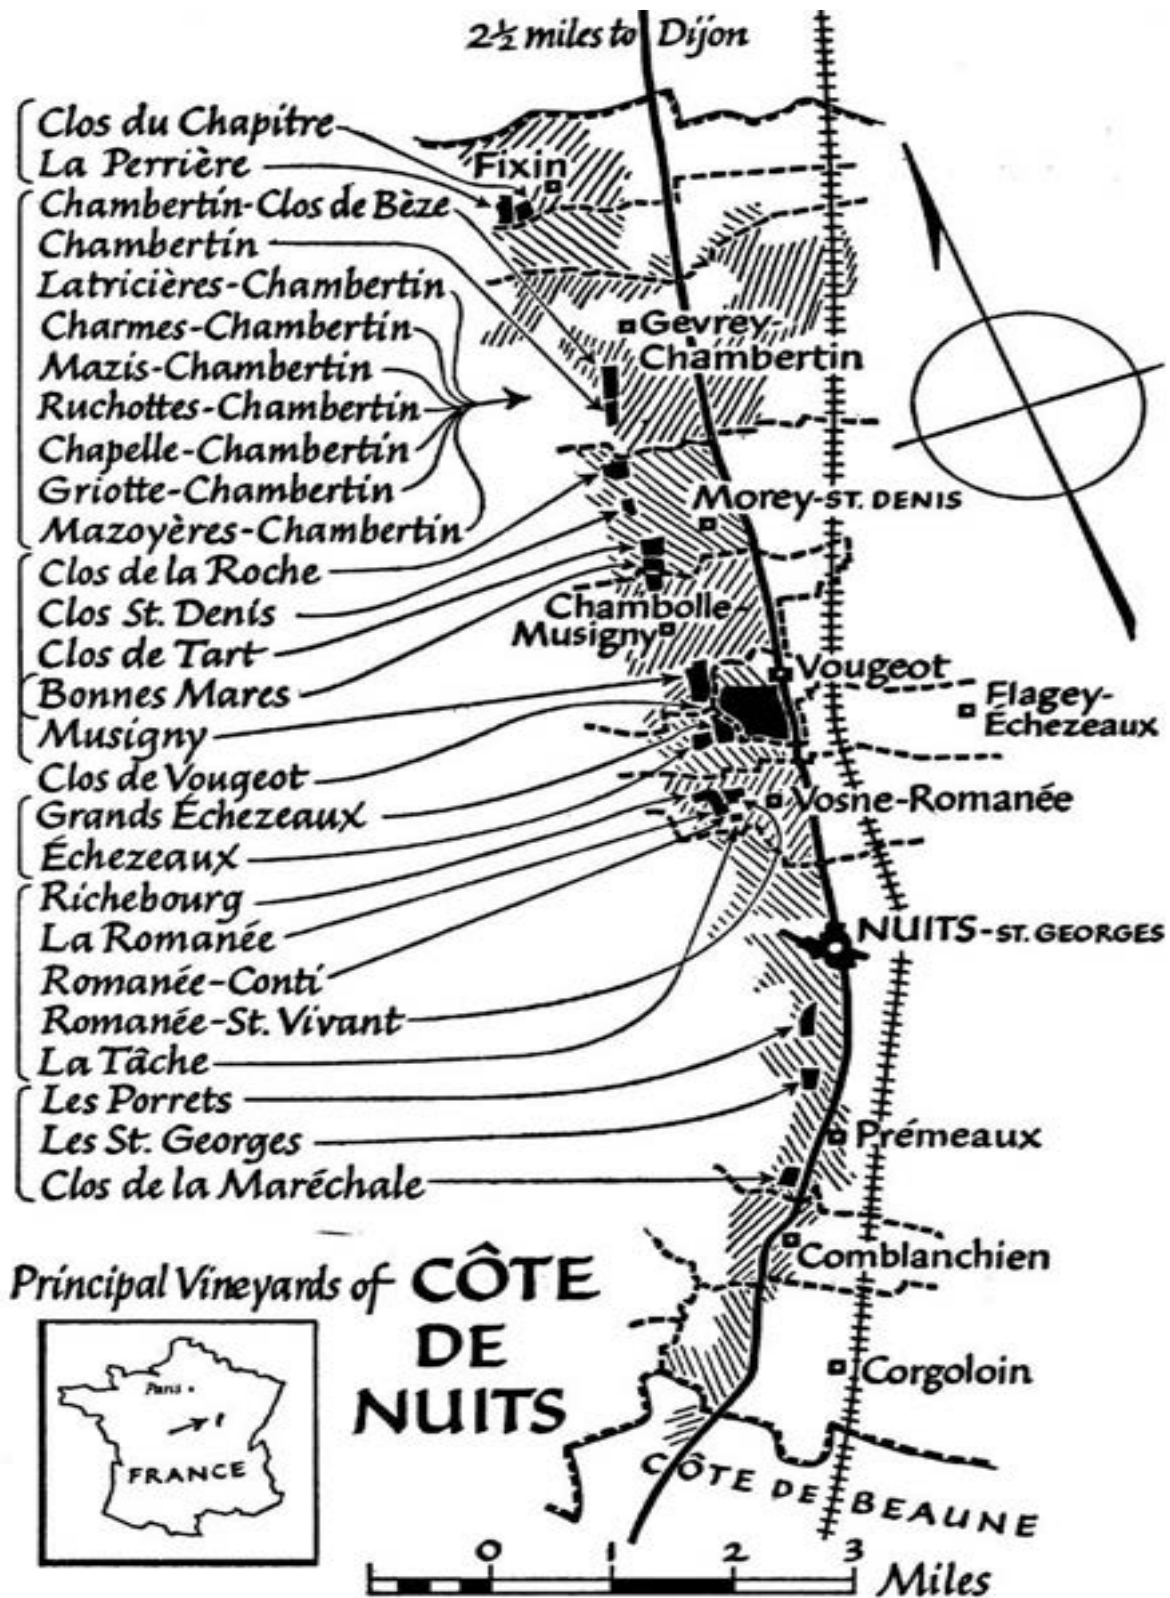 2½ miles to Dijon
Clos du Chapitre
La Perrière
Chambertin-Clos de Bèze
Chambertin
Latricières-Chambertin
Charmes-Chambertin
Mazis-Chambertin
Ruchottes-Chambertin
Chapelle-Chambertin
Griotte-Chambertin
Mazoyères-Chambertin
Clos de la Roche
Clos St. Denis
Clos de Tart
Bonnes Mares
Musigny
Clos de Vougeot
Grands Échezeaux
Échezeaux
Richebourg
La Romanée
Romanée-Conti
Romanée-St. Vivant
La Tâche
Les Porrets
Les St. Georges
Clos de la Maréchale
Fixin
Gevrey-
Chambertin
Morey-ST. DENIS
Chambolle-
Musigny
Vougeot
Flagey-
Échezeaux
Vosne-Romanée
NUITS-ST. GEORGES
Prémeaux
Comblanchien
Corgoloin
CÔTE DE BEAUNE
Principal Vineyards of CÔTE
DE
NUITS
Paris
FRANCE
0 1 2 3
Miles